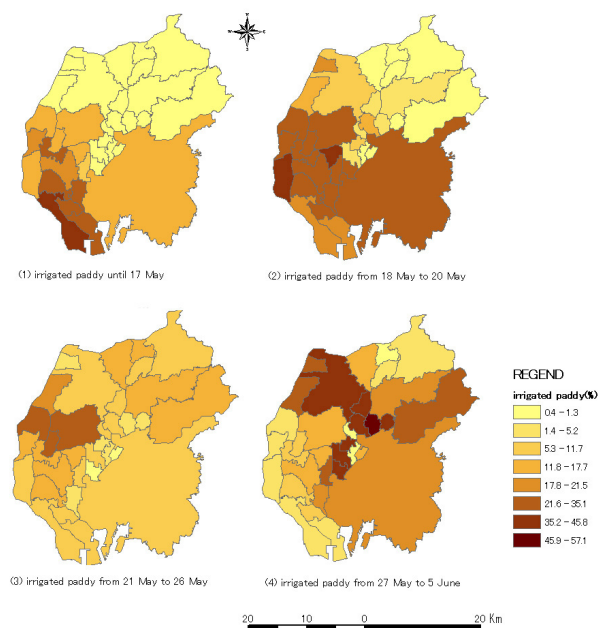 N
W
E
S
(1) irrigated paddy until 17 May
(2) irrigated paddy from 18 May to 20 May
(3) irrigated paddy from 21 May to 26 May
(4) irrigated paddy from 27 May to 5 June
REGEND
irrigated paddy(%)
0.4 - 1.3
1.4 - 5.2
5.3 - 11.7
11.8 - 17.7
17.8 - 21.5
21.6 - 35.1
35.2 - 45.8
45.9 - 57.1
20 10 0 20 Km